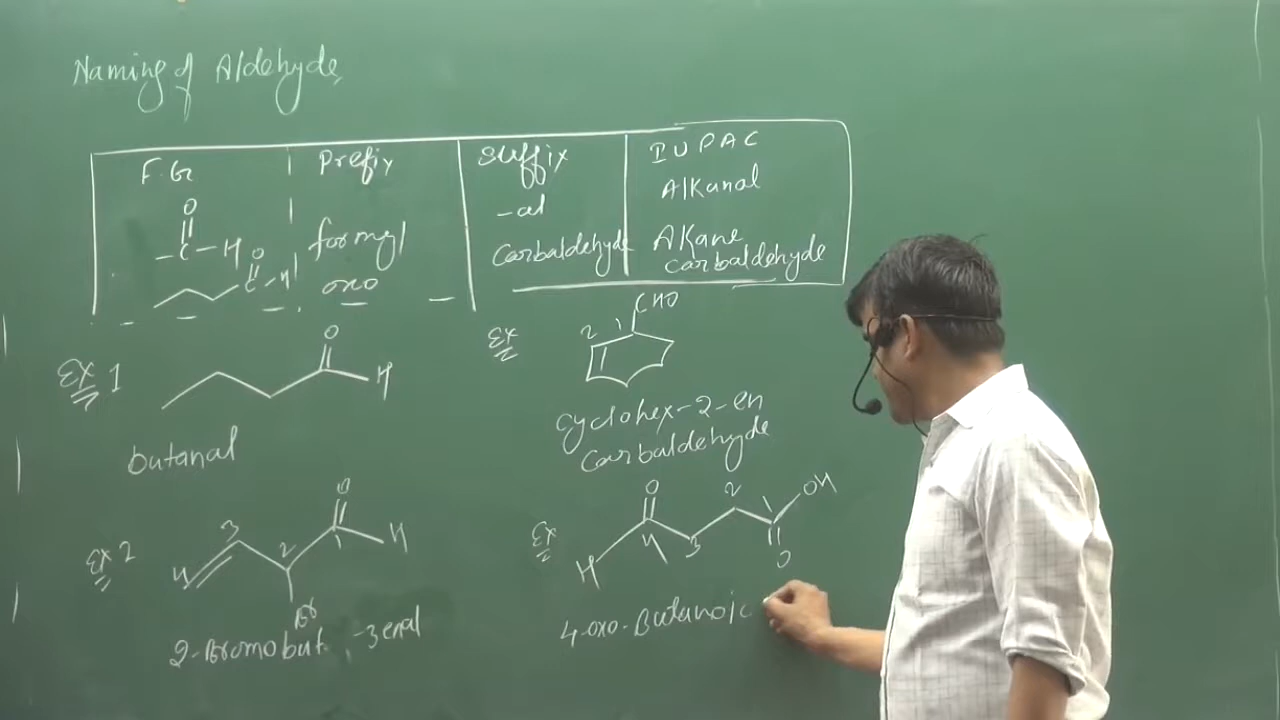 Naming of Aldehyde
F.G Prefix Suffix IUPAC
-al Alkanal
O
-C-H formyl Carbaldehyde Alkane
carbaldehyde
O
C-H oxo
Ex 1
O
H
butanal
Ex 2
O
4 3 2 1 H
Br
2-Bromobut-3enal
Ex
CHO
2 1
Cyclohex-2-en
Carbaldehyde
Ex
O 2 1 OH
H 4 3 O
4-oxo-Butanoic